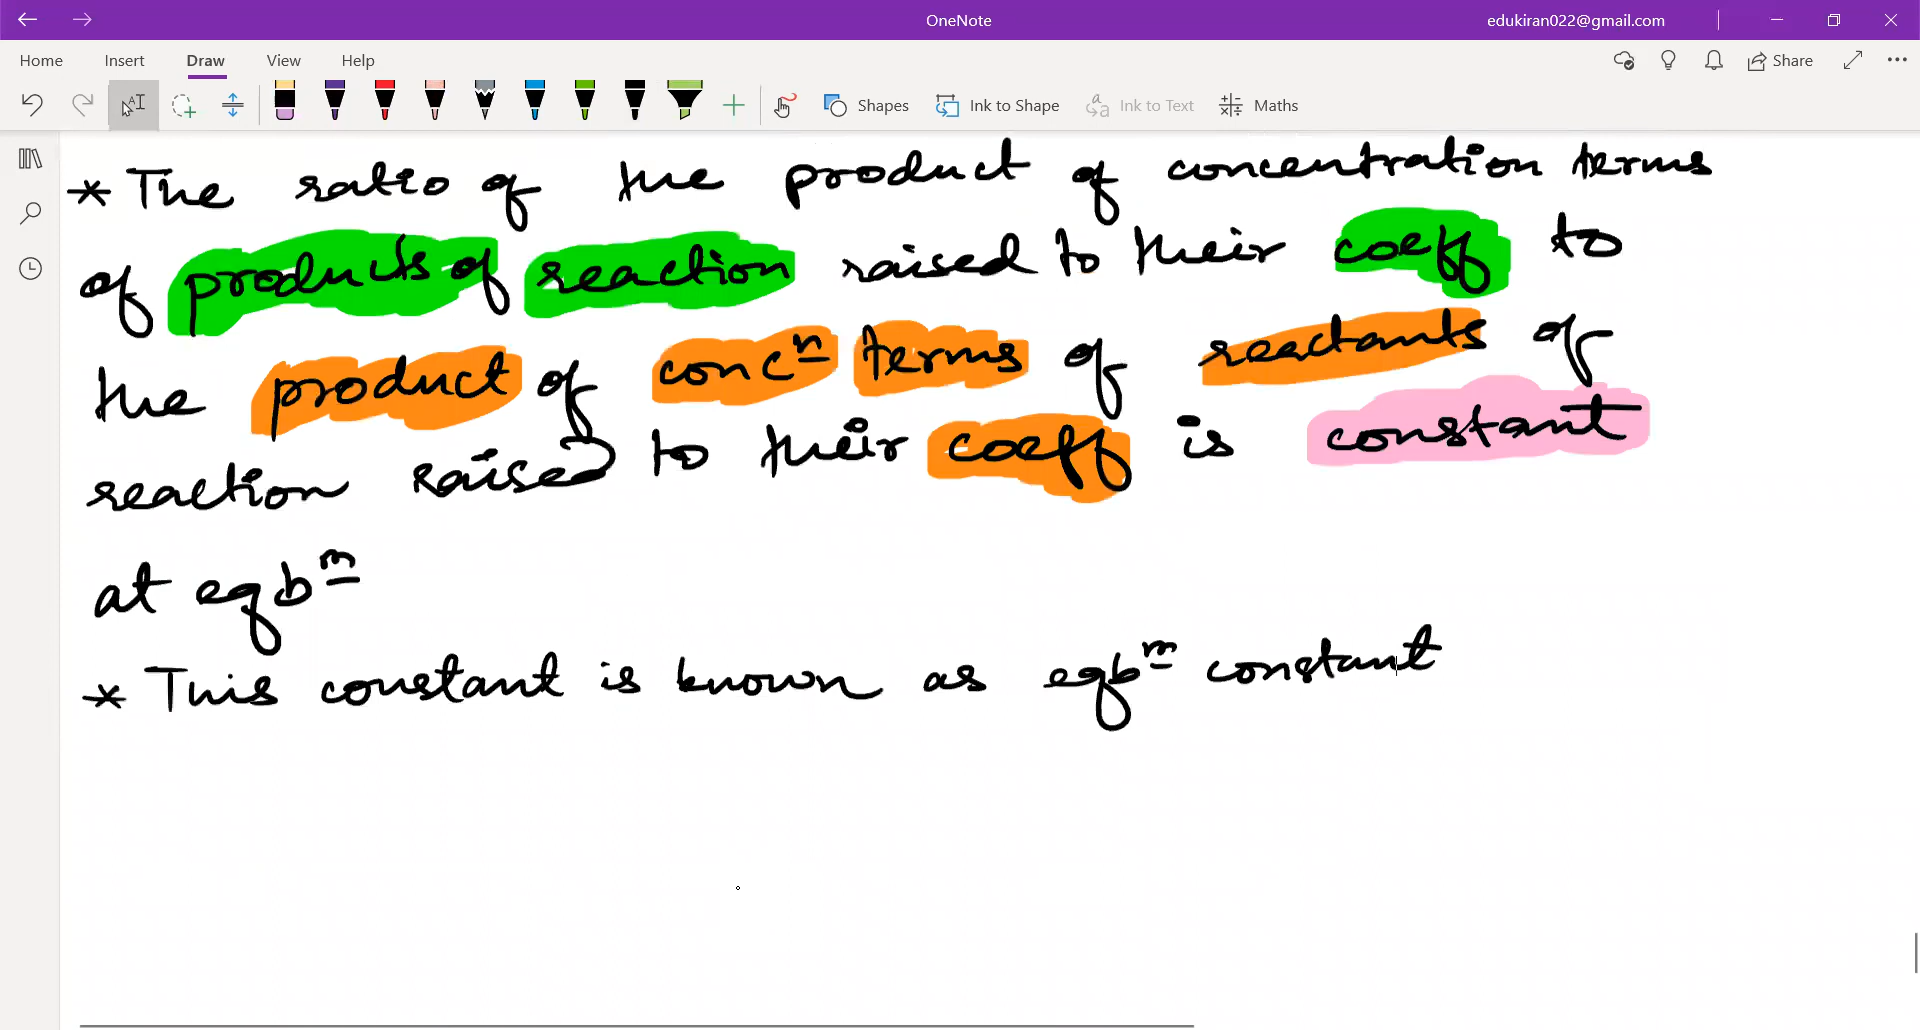 OneNote
edukiran022@gmail.com
Home Insert Draw View Help
Share
Shapes Ink to Shape Ink to Text Maths
* The ratio of the product of concentration terms
of products of reaction raised to their coeff to
the product of concⁿ terms of reactants of
reaction raised to their coeff is constant
at eqbᵐ
* This constant is known as eqbᵐ constant